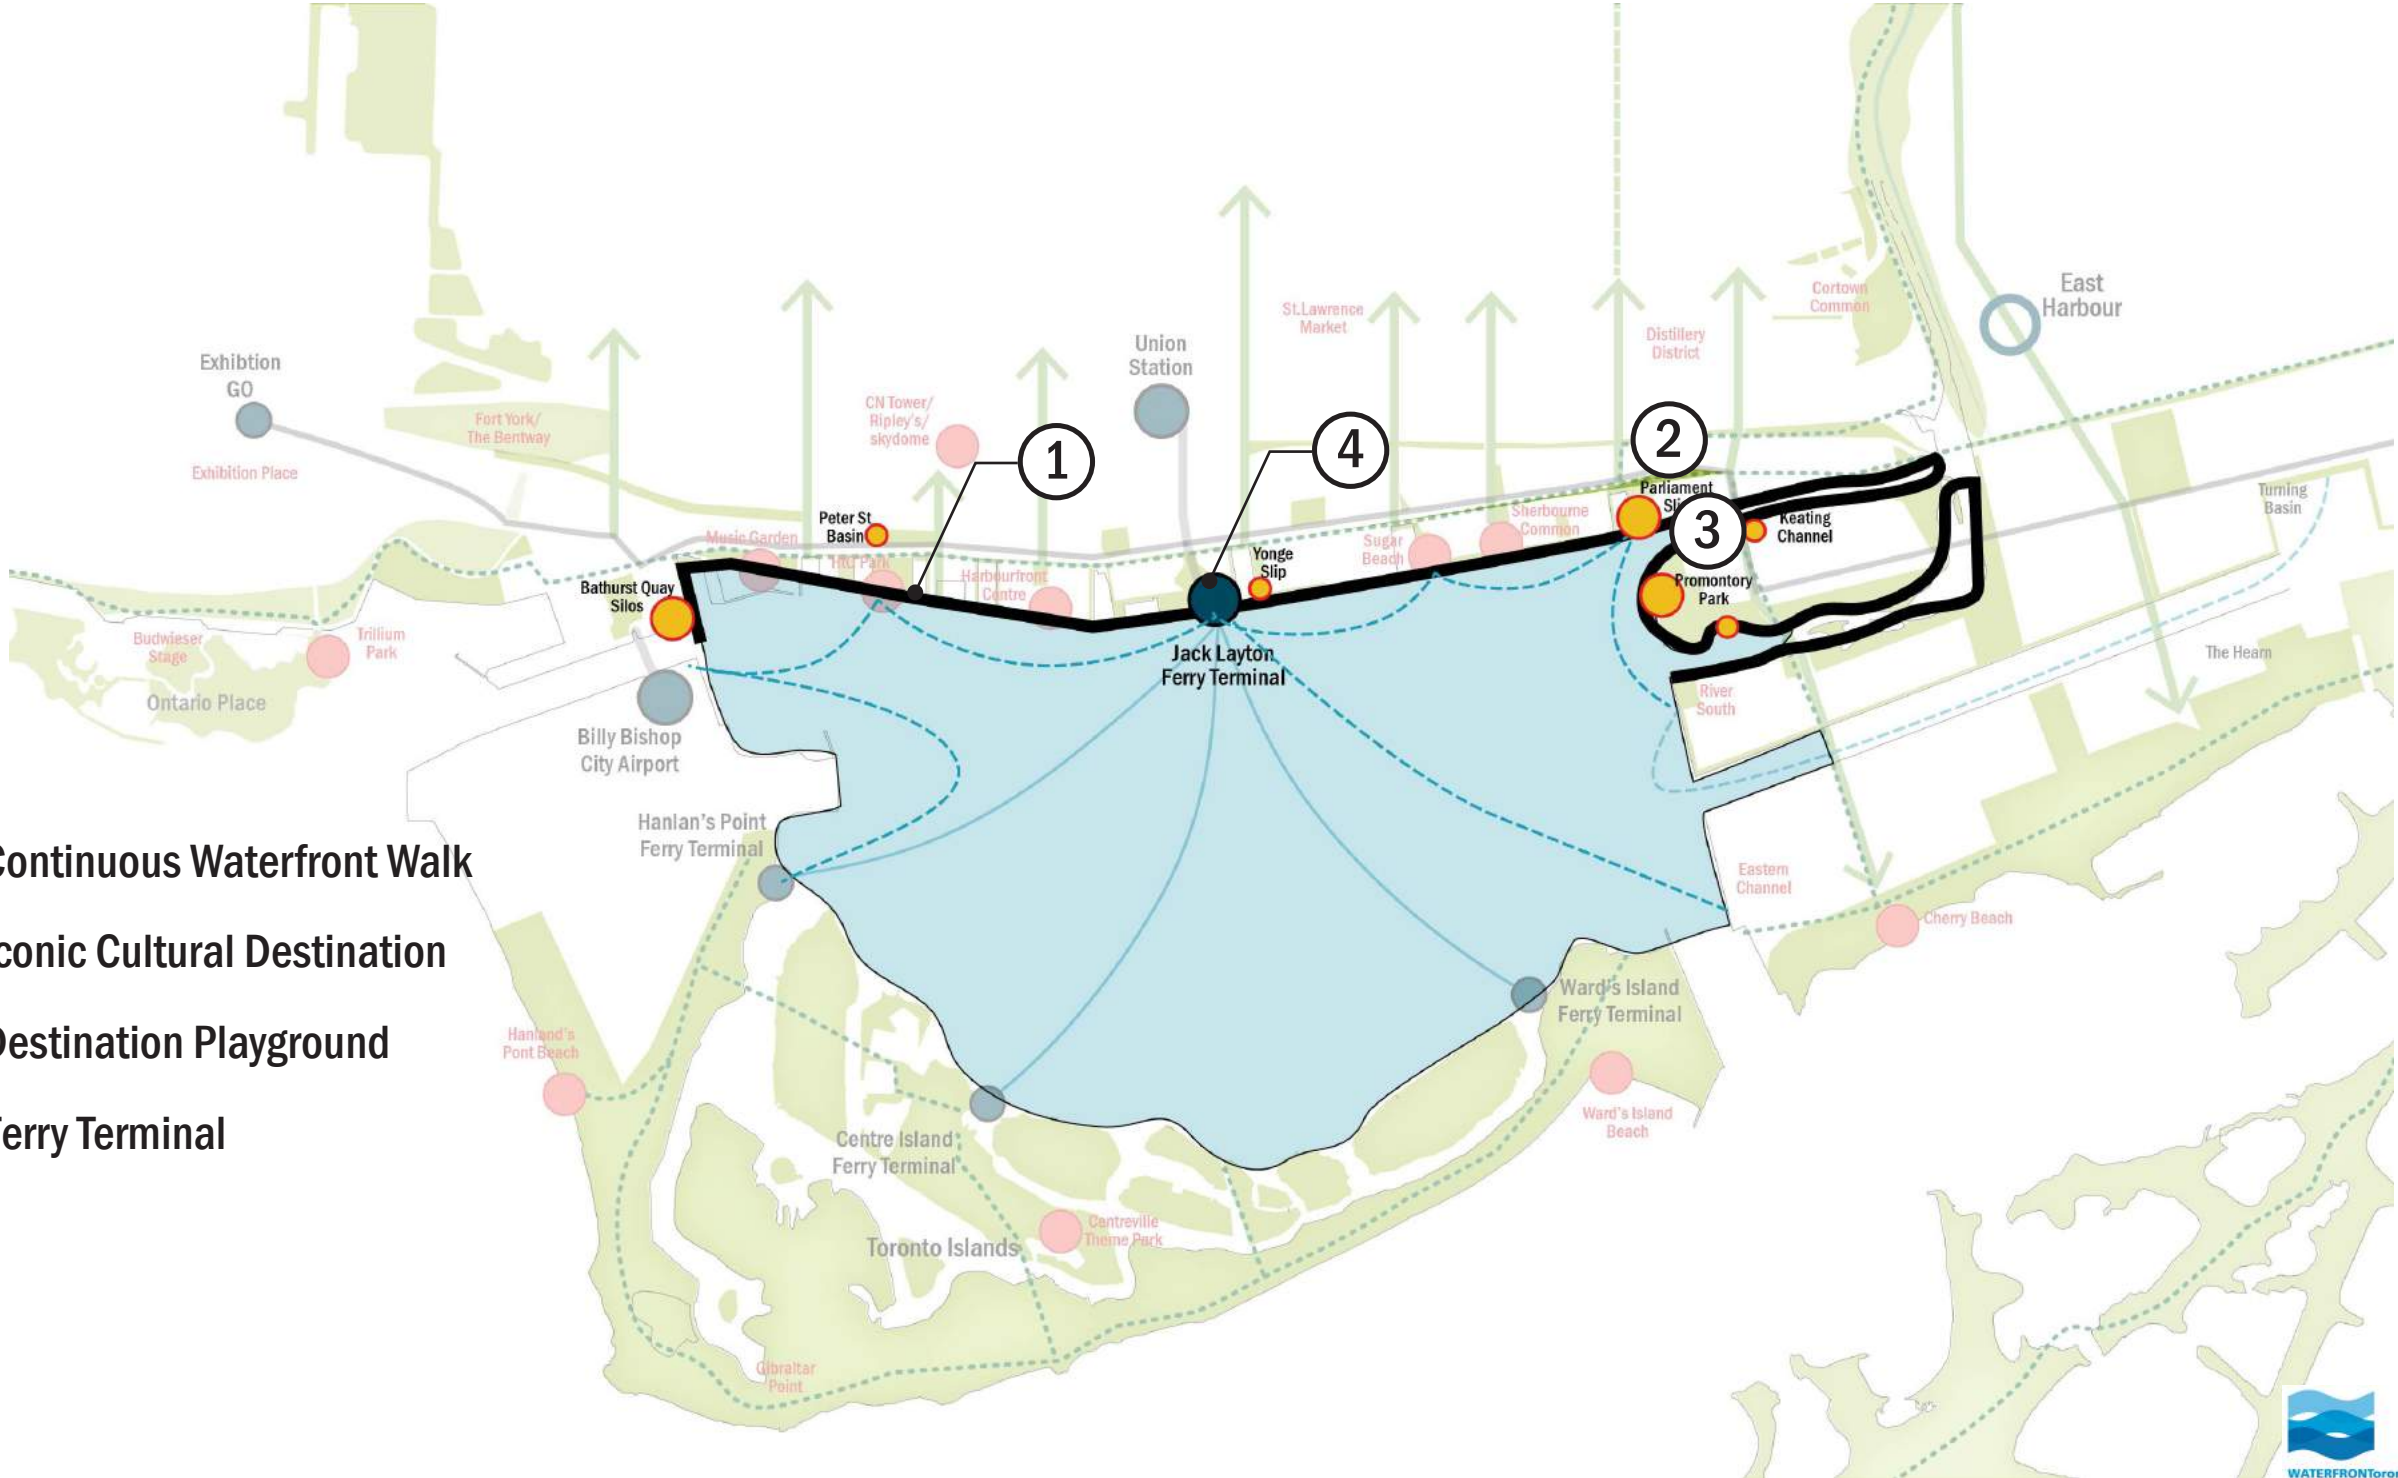 East
Harbour
Cortown
Common
St.Lawrence
Market
Distillery
District
Union
Station
Exhibtion
GO
CN Tower/
Ripley's/
skydome
Fort York/
The Bentway
Exhibition Place
1
4
2
3
Parliament
Keating
Channel
Turning
Basin
Peter St
Basin
Sherbourne
Common
Sugar
Beach
Music Garden
HtO Park
Harbourfront
Centre
Yonge
Slip
Bathurst Quay
Silos
Promontory
Park
Budwieser
Stage
Trillium
Park
Ontario Place
The Hearn
Jack Layton
Ferry Terminal
River
South
Billy Bishop
City Airport
Hanlan's Point
Ferry Terminal
Continuous Waterfront Walk
Iconic Cultural Destination
Destination Playground
Ferry Terminal
Eastern
Channel
Cherry Beach
Ward's Island
Ferry Terminal
Hanland's
Pont Beach
Ward's Island
Beach
Centre Island
Ferry Terminal
Centreville
Theme Park
Toronto Islands
Gibraltar
Point
WATERFRONToron